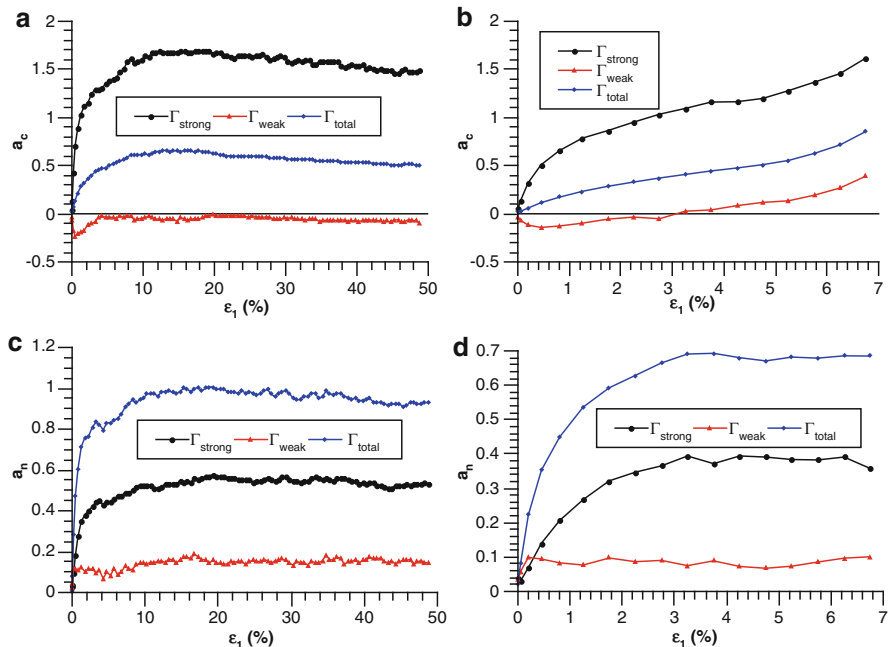 a
a_c
2
1.5
1
0.5
0
-0.5
0 10 20 30 40 50
ε₁ (%)
Γ_strong Γ_weak Γ_total
b
a_c
2
1.5
1
0.5
0
-0.5
0 1 2 3 4 5 6 7
ε₁ (%)
Γ_strong
Γ_weak
Γ_total
c
a_n
1.2
1
0.8
0.6
0.4
0.2
0
0 10 20 30 40 50
ε₁ (%)
Γ_strong Γ_weak Γ_total
d
a_n
0.7
0.6
0.5
0.4
0.3
0.2
0.1
0
0 1 2 3 4 5 6 7
ε₁ (%)
Γ_strong Γ_weak Γ_total